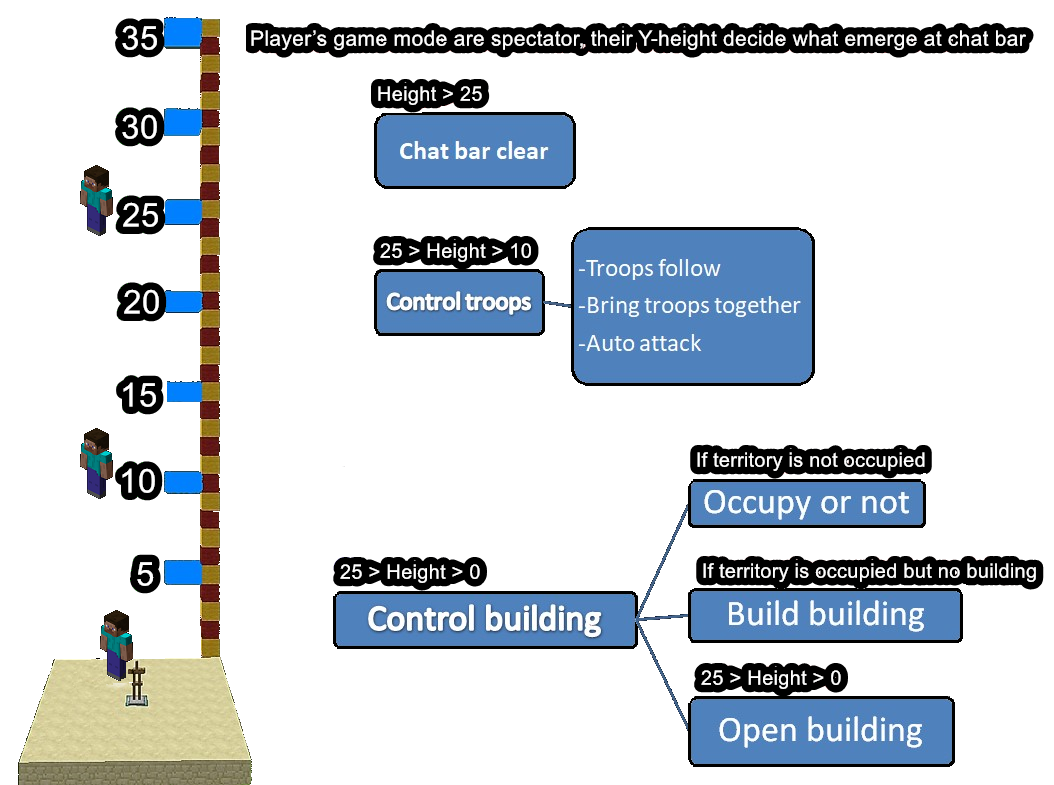 35
Player's game mode are spectator, their Y-height decide what emerge at chat bar
Height > 25
30
Chat bar clear
25
25 > Height > 10
20
Control troops
-Troops follow
-Bring troops together
-Auto attack
15
10
If territory is not occupied
Occupy or not
5
25 > Height > 0
Control building
If territory is occupied but no building
Build building
25 > Height > 0
Open building